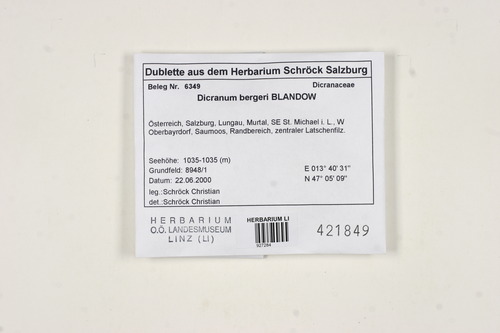 Dublette aus dem Herbarium Schröck Salzburg
Beleg Nr. 6349 Dicranaceae
Dicranum bergeri BLANDOW
Österreich, Salzburg, Lungau, Murtal, SE St. Michael i. L., W
Oberbayrdorf, Saumoos, Randbereich, zentraler Latschenfilz.
Seehöhe: 1035-1035 (m)
Grundfeld: 8948/1 E 013° 40' 31"
Datum: 22.06.2000 N 47° 05' 09"
leg.:Schröck Christian
det.:Schröck Christian
HERBARIUM
O.Ö. LANDESMUSEUM
LINZ (LI)
HERBARIUM LI
927284
421849